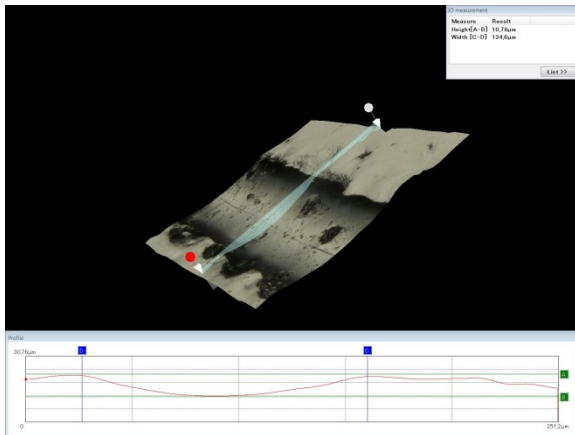 3D measurement
Measure Result
Height[A-B] 10,78µm
Width [C-D] 134,6µm
List >>
Profile
30,76µm
D
C
A
B
0
251,2µm